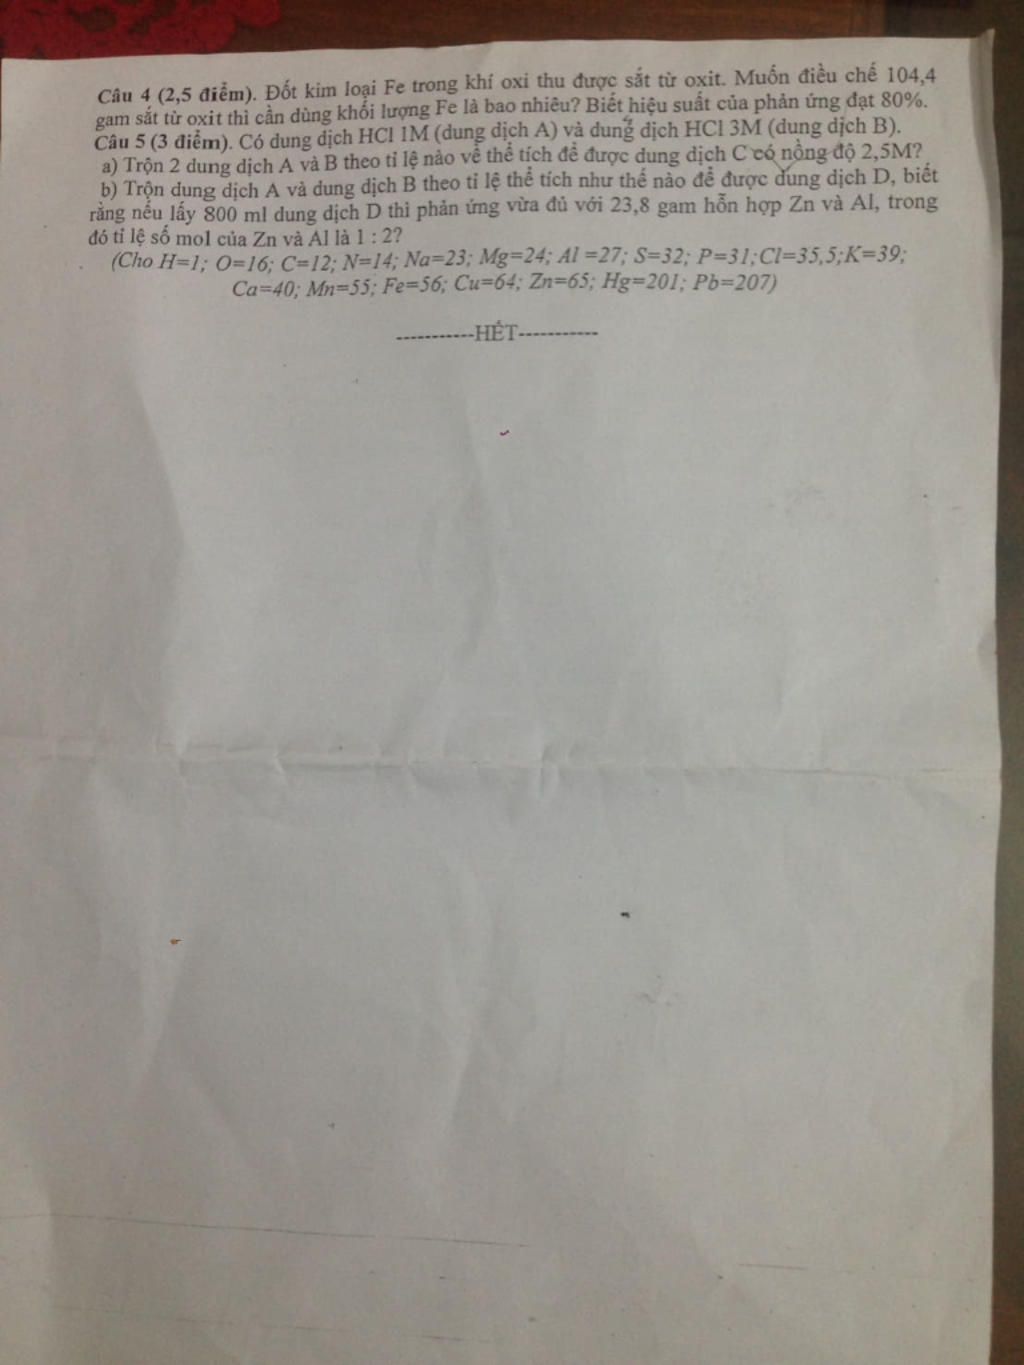 Câu 4 (2,5 điểm). Đốt kim loại Fe trong khí oxi thu được sắt từ oxit. Muốn điều chế 104,4
gam sắt từ oxit thì cần dùng khối lượng Fe là bao nhiêu? Biết hiệu suất của phản ứng đạt 80%.
Câu 5 (3 điểm). Có dung dịch HCl 1M (dung dịch A) và dung dịch HCl 3M (dung dịch B).
a) Trộn 2 dung dịch A và B theo tỉ lệ nào về thể tích để được dung dịch C có nồng độ 2,5M?
b) Trộn dung dịch A và dung dịch B theo tỉ lệ thể tích như thế nào để được dung dịch D, biết
rằng nếu lấy 800 ml dung dịch D thì phản ứng vừa đủ với 23,8 gam hỗn hợp Zn và Al, trong
đó tỉ lệ số mol của Zn và Al là 1 : 2?
(Cho H=1; O=16; C=12; N=14; Na=23; Mg=24; Al =27; S=32; P=31;Cl=35,5;K=39;
Ca=40; Mn=55; Fe=56; Cu=64; Zn=65; Hg=201; Pb=207)
-----------HẾT-----------